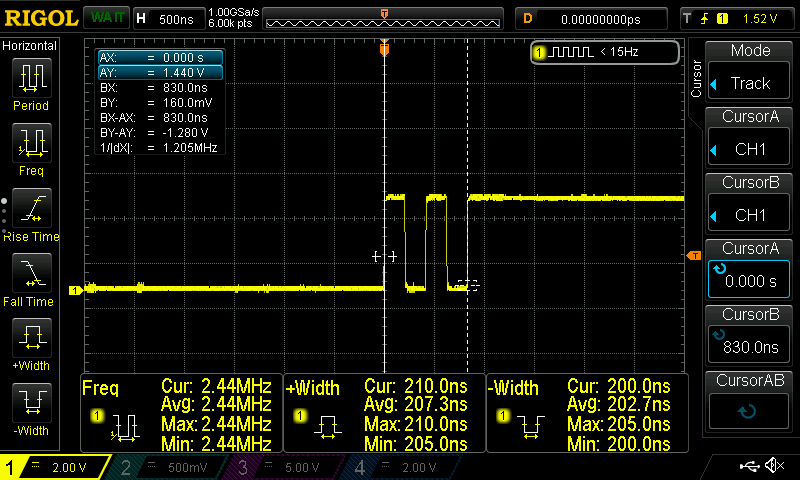 RIGOL WAIT H 500ns 1.00GSa/s 6.00k pts D 0.00000000ps T 1 1.52 V
Horizontal
Period
Freq
Rise Time
Fall Time
+Width
-Width
AX: = 0.000 s
AY: = 1.440 V
BX: = 830.0ns
BY: = 160.0mV
BX-AX: = 830.0ns
BY-AY: = -1.280 V
1/|dX|: = 1.205MHz
T
1 < 15Hz
T
1
Freq
1
Cur: 2.44MHz
Avg: 2.44MHz
Max: 2.44MHz
Min: 2.44MHz
+Width
1
Cur: 210.0ns
Avg: 207.3ns
Max: 210.0ns
Min: 205.0ns
-Width
1
Cur: 200.0ns
Avg: 202.7ns
Max: 205.0ns
Min: 200.0ns
Cursor
Mode
Track
CursorA
CH1
CursorB
CH1
CursorA
0.000 s
CursorB
830.0ns
CursorAB
1 = 2.00 V 2 = 500mV 3 = 5.00 V 4 = 2.00 V